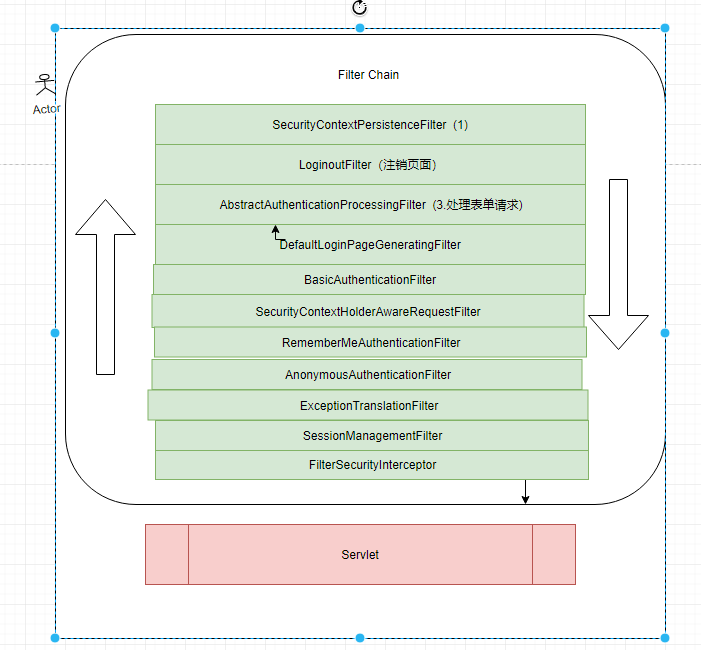 Filter Chain
Actor
SecurityContextPersistenceFilter（1）
LoginoutFilter（注销页面）
AbstractAuthenticationProcessingFilter（3.处理表单请求)
DefaultLoginPageGeneratingFilter
BasicAuthenticationFilter
SecurityContextHolderAwareRequestFilter
RememberMeAuthenticationFilter
AnonymousAuthenticationFilter
ExceptionTranslationFilter
SessionManagementFilter
FilterSecurityInterceptor
Servlet